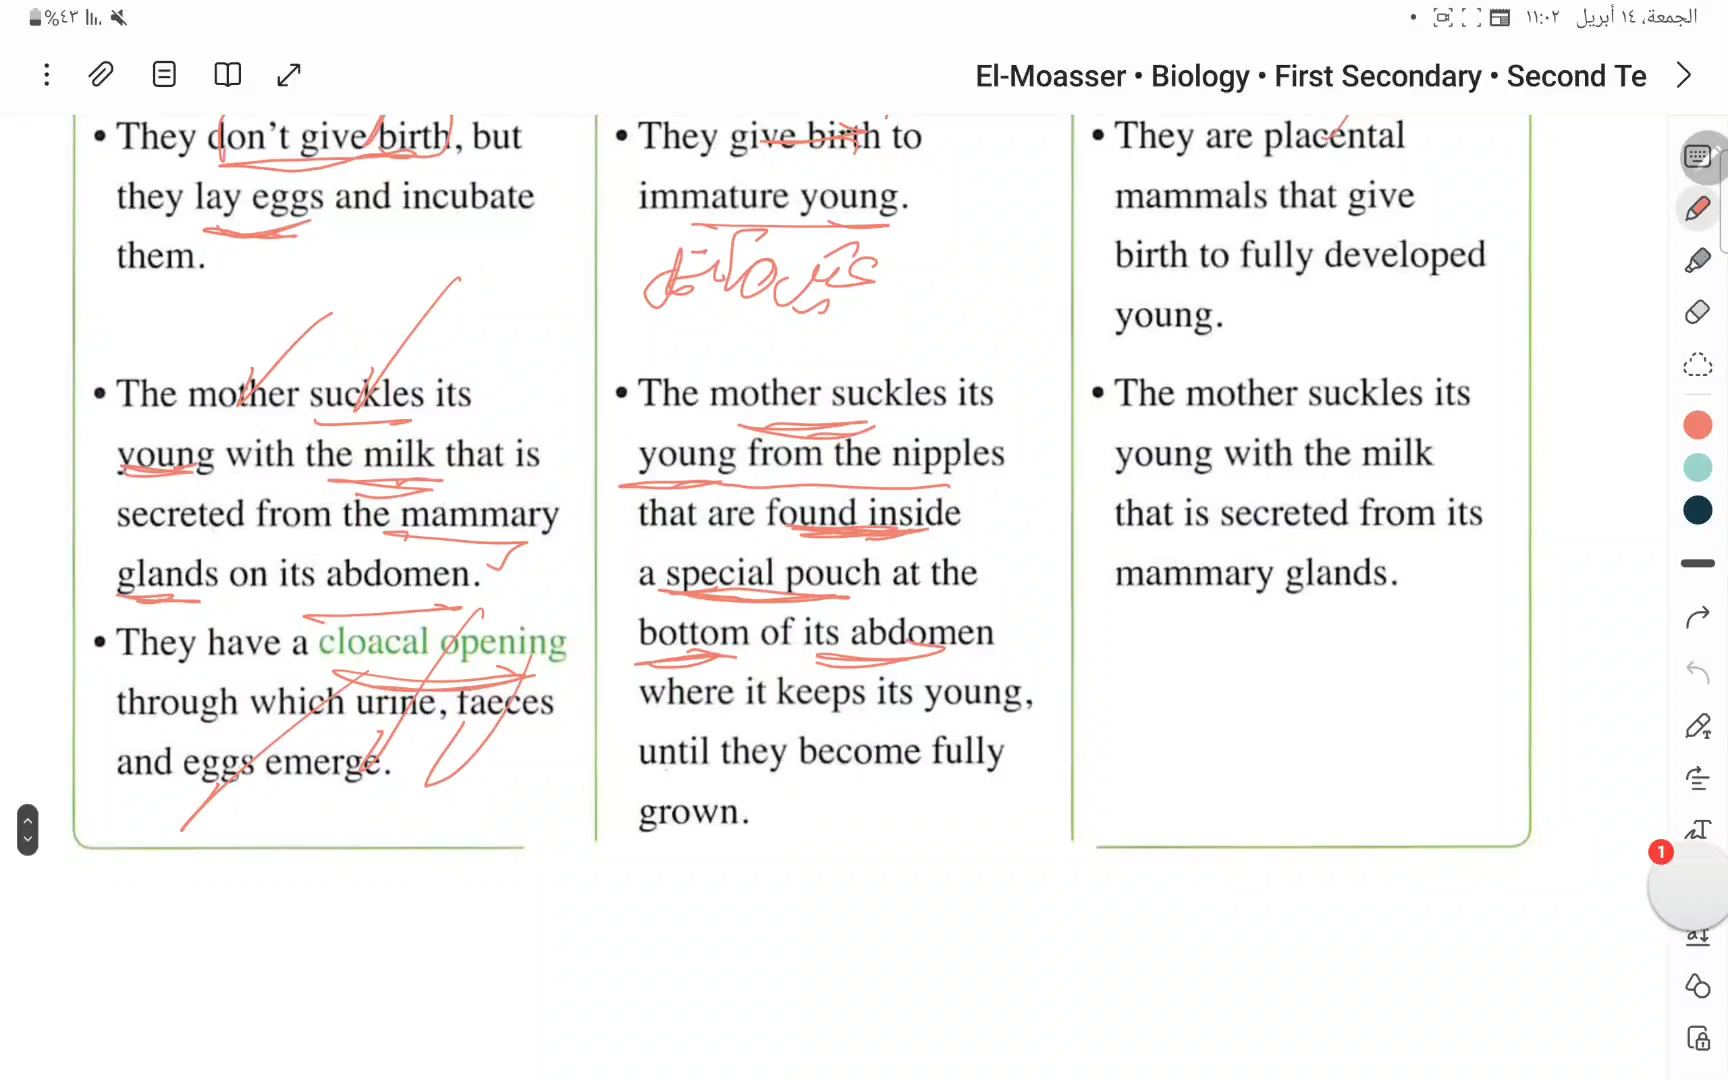 %٤٣
١١:٠٢ الجمعة، ١٤ أبريل
El-Moasser • Biology • First Secondary • Second Te
• They don't give birth, but
they lay eggs and incubate
them.
• The mother suckles its
young with the milk that is
secreted from the mammary
glands on its abdomen.
• They have a cloacal opening
through which urine, faeces
and eggs emerge.
• They give birth to
immature young.
• The mother suckles its
young from the nipples
that are found inside
a special pouch at the
bottom of its abdomen
where it keeps its young,
until they become fully
grown.
• They are placental
mammals that give
birth to fully developed
young.
• The mother suckles its
young with the milk
that is secreted from its
mammary glands.
1